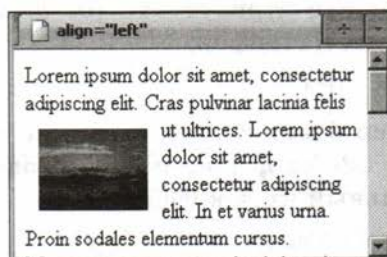 align="left"
Lorem ipsum dolor sit amet, consectetur
adipiscing elit. Cras pulvinar lacinia felis
ut ultrices. Lorem ipsum
dolor sit amet,
consectetur adipiscing
elit. In et varius urna.
Proin sodales elementum cursus.